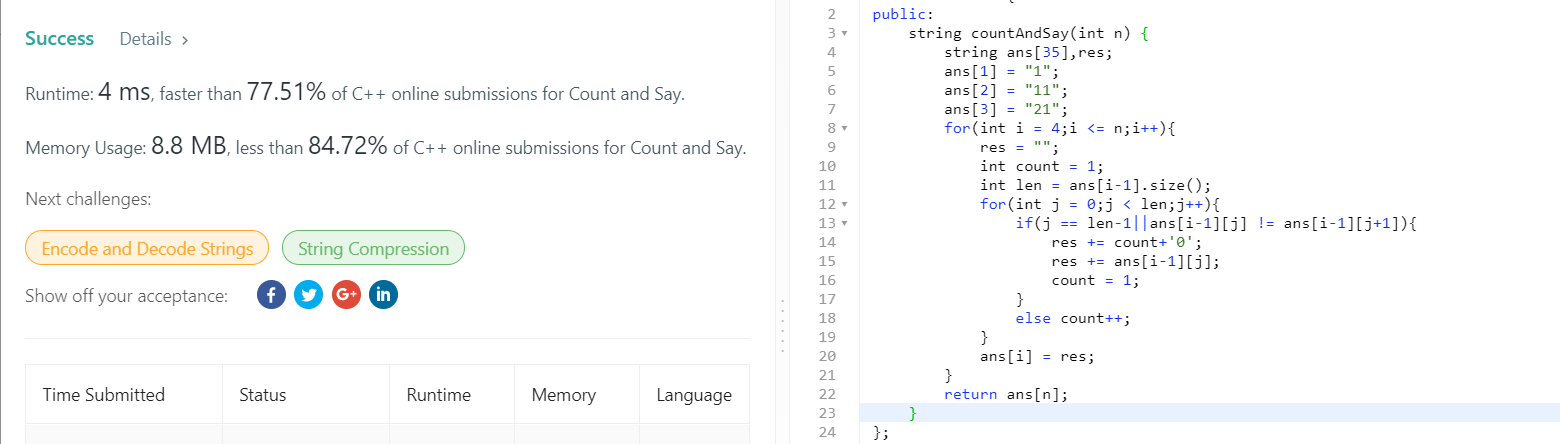 Success Details >
Runtime: 4 ms, faster than 77.51% of C++ online submissions for Count and Say.
Memory Usage: 8.8 MB, less than 84.72% of C++ online submissions for Count and Say.
Next challenges:
Encode and Decode Strings String Compression
Show off your acceptance: f G+ in
Time Submitted Status Runtime Memory Language
2 public:
3 string countAndSay(int n) {
4 string ans[35],res;
5 ans[1] = "1";
6 ans[2] = "11";
7 ans[3] = "21";
8 for(int i = 4;i <= n;i++){
9 res = "";
10 int count = 1;
11 int len = ans[i-1].size();
12 for(int j = 0;j < len;j++){
13 if(j == len-1||ans[i-1][j] != ans[i-1][j+1]){
14 res += count+'0';
15 res += ans[i-1][j];
16 count = 1;
17 }
18 else count++;
19 }
20 ans[i] = res;
21 }
22 return ans[n];
23 }
24 };